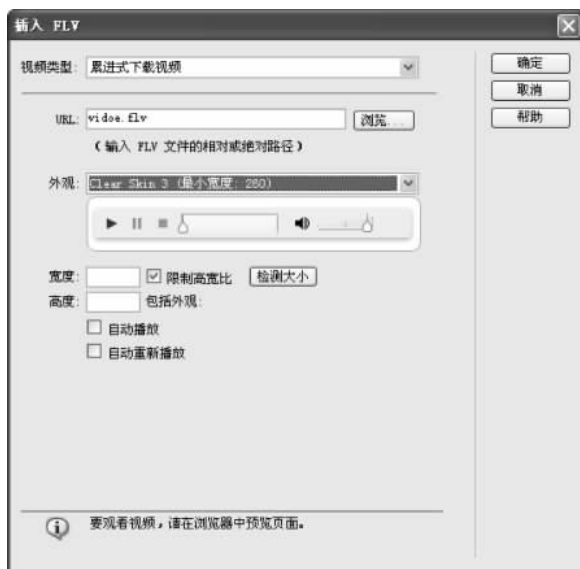 插入 FLV
视频类型: 累进式下载视频
确定
取消
帮助
URL: vidoe.flv 浏览...
(输入 FLV 文件的相对或绝对路径)
外观: Clear Skin 3 (最小宽度: 260)
宽度: 限制高宽比 检测大小
高度: 包括外观:
自动播放
自动重新播放
要观看视频,请在浏览器中预览页面。